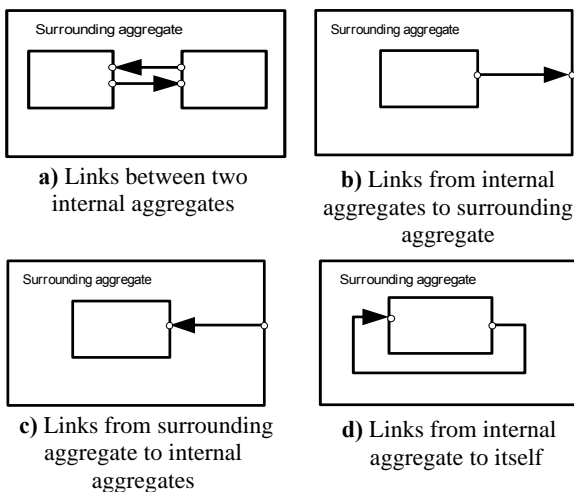 Surrounding aggregate
a) Links between two
internal aggregates
Surrounding aggregate
b) Links from internal
aggregates to surrounding
aggregate
Surrounding aggregate
c) Links from surrounding
aggregate to internal
aggregates
Surrounding aggregate
d) Links from internal
aggregate to itself